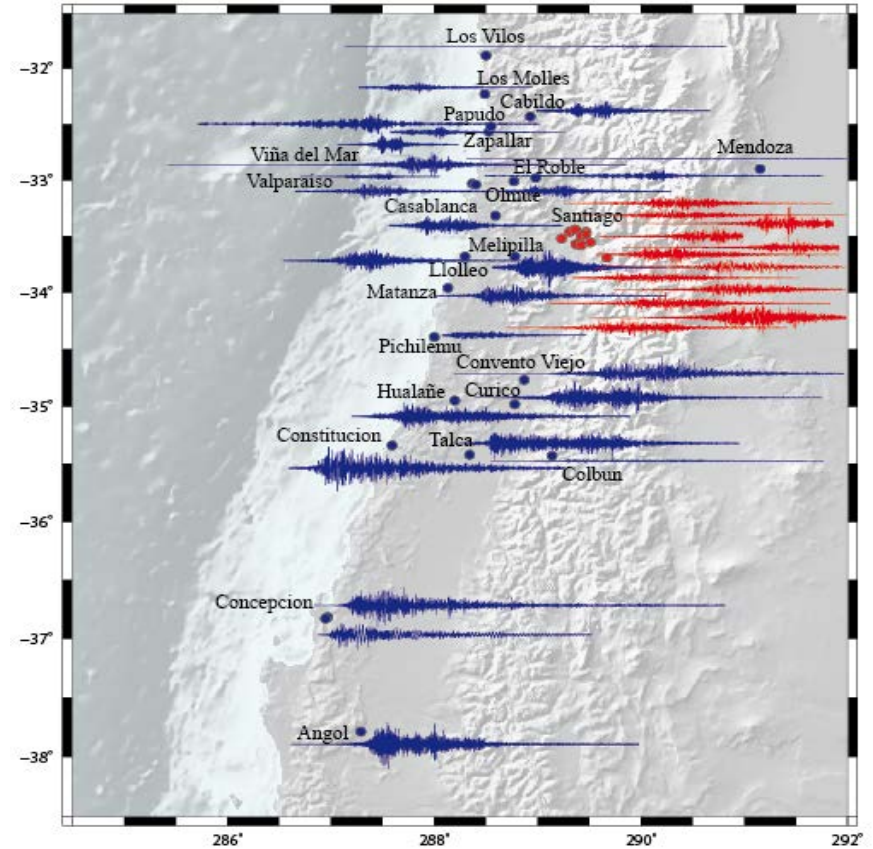 Los Vilos
−32°
Los Molles
Cabildo
Papudo
Zapallar
Mendoza
Viña del Mar
El Roble
−33°
Valparaiso
Olmue
Casablanca
Santiago
Melipilla
Llolleo
−34°
Matanza
Pichilemu
Convento Viejo
Hualañe
Curico
−35°
Constitucion
Talca
Colbun
−36°
Concepcion
−37°
Angol
−38°
286°
288°
290°
292°